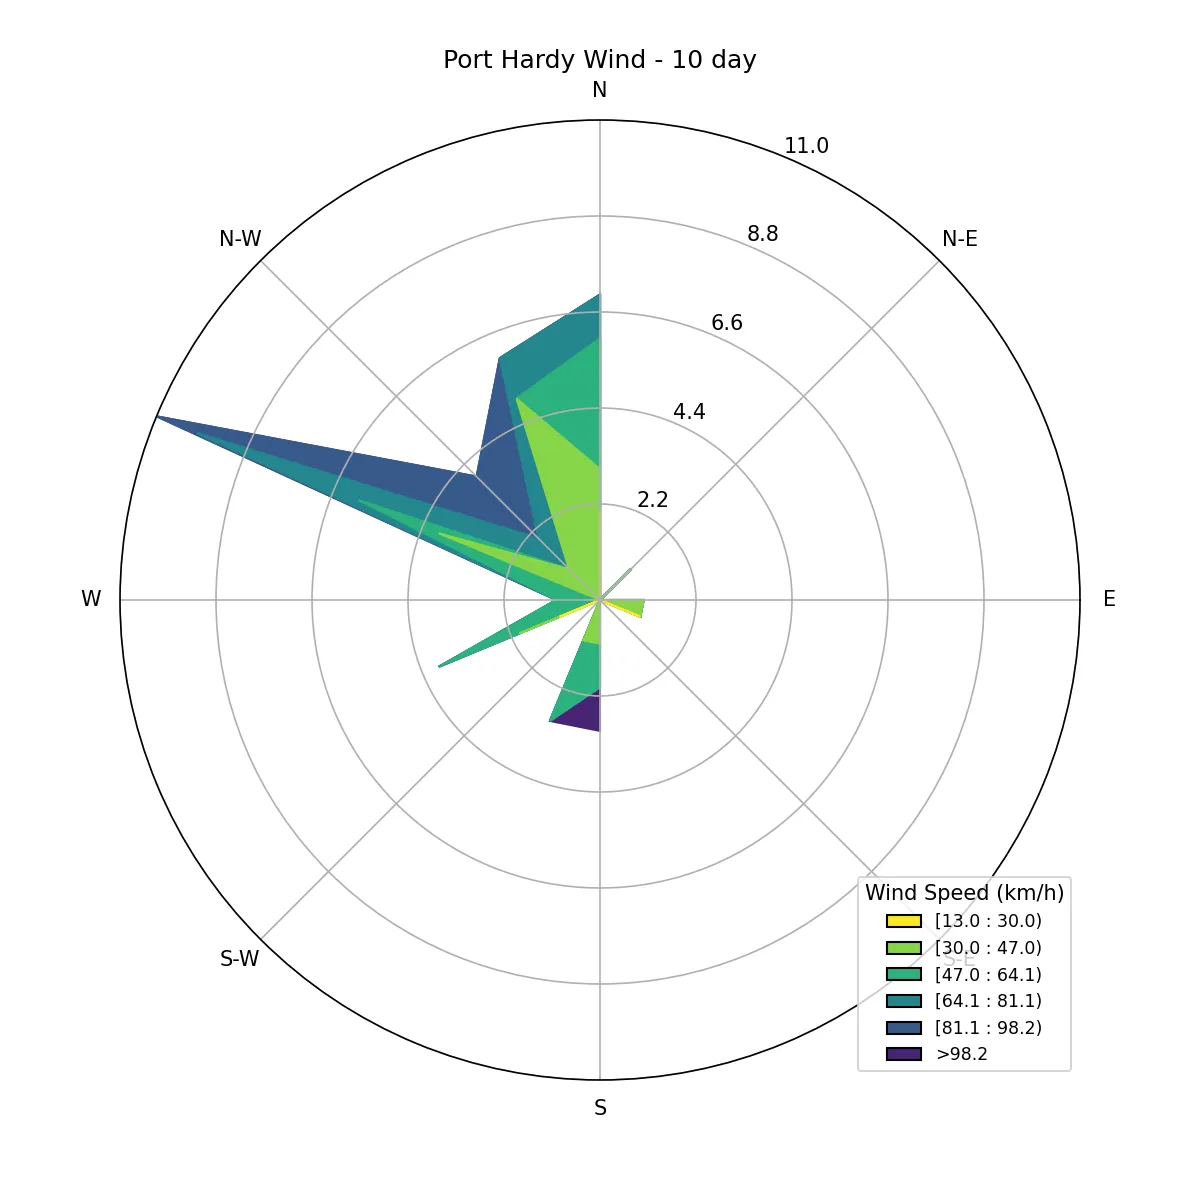 Port Hardy Wind - 10 day
N
11.0
N-W
N-E
8.8
6.6
4.4
2.2
W
E
S-W
S-E
S
Wind Speed (km/h)
[13.0 : 30.0)
[30.0 : 47.0)
[47.0 : 64.1)
[64.1 : 81.1)
[81.1 : 98.2)
>98.2